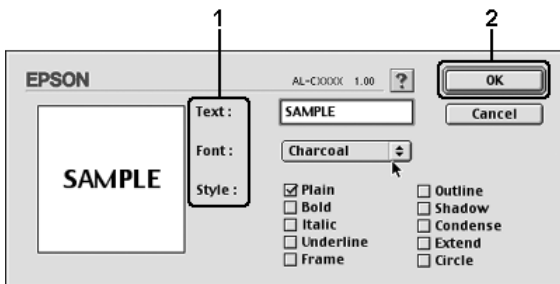 1
2
EPSON
AL-CXXXX 1.00
?
OK
Text :
SAMPLE
Cancel
Font :
Charcoal
SAMPLE
Style :
Plain
Outline
Bold
Shadow
Italic
Condense
Underline
Extend
Frame
Circle